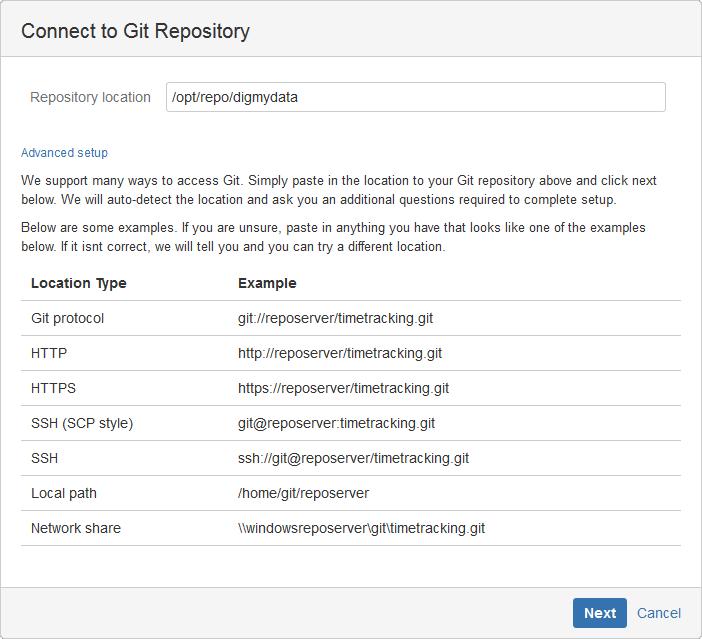 Connect to Git Repository
Repository location /opt/repo/digmydata
Advanced setup
We support many ways to access Git. Simply paste in the location to your Git repository above and click next
below. We will auto-detect the location and ask you an additional questions required to complete setup.
Below are some examples. If you are unsure, paste in anything you have that looks like one of the examples
below. If it isnt correct, we will tell you and you can try a different location.
Location Type Example
Git protocol git://reposerver/timetracking.git
HTTP http://reposerver/timetracking.git
HTTPS https://reposerver/timetracking.git
SSH (SCP style) git@reposerver:timetracking.git
SSH ssh://git@reposerver/timetracking.git
Local path /home/git/reposerver
Network share \\windowsreposerver\git\timetracking.git
Next Cancel